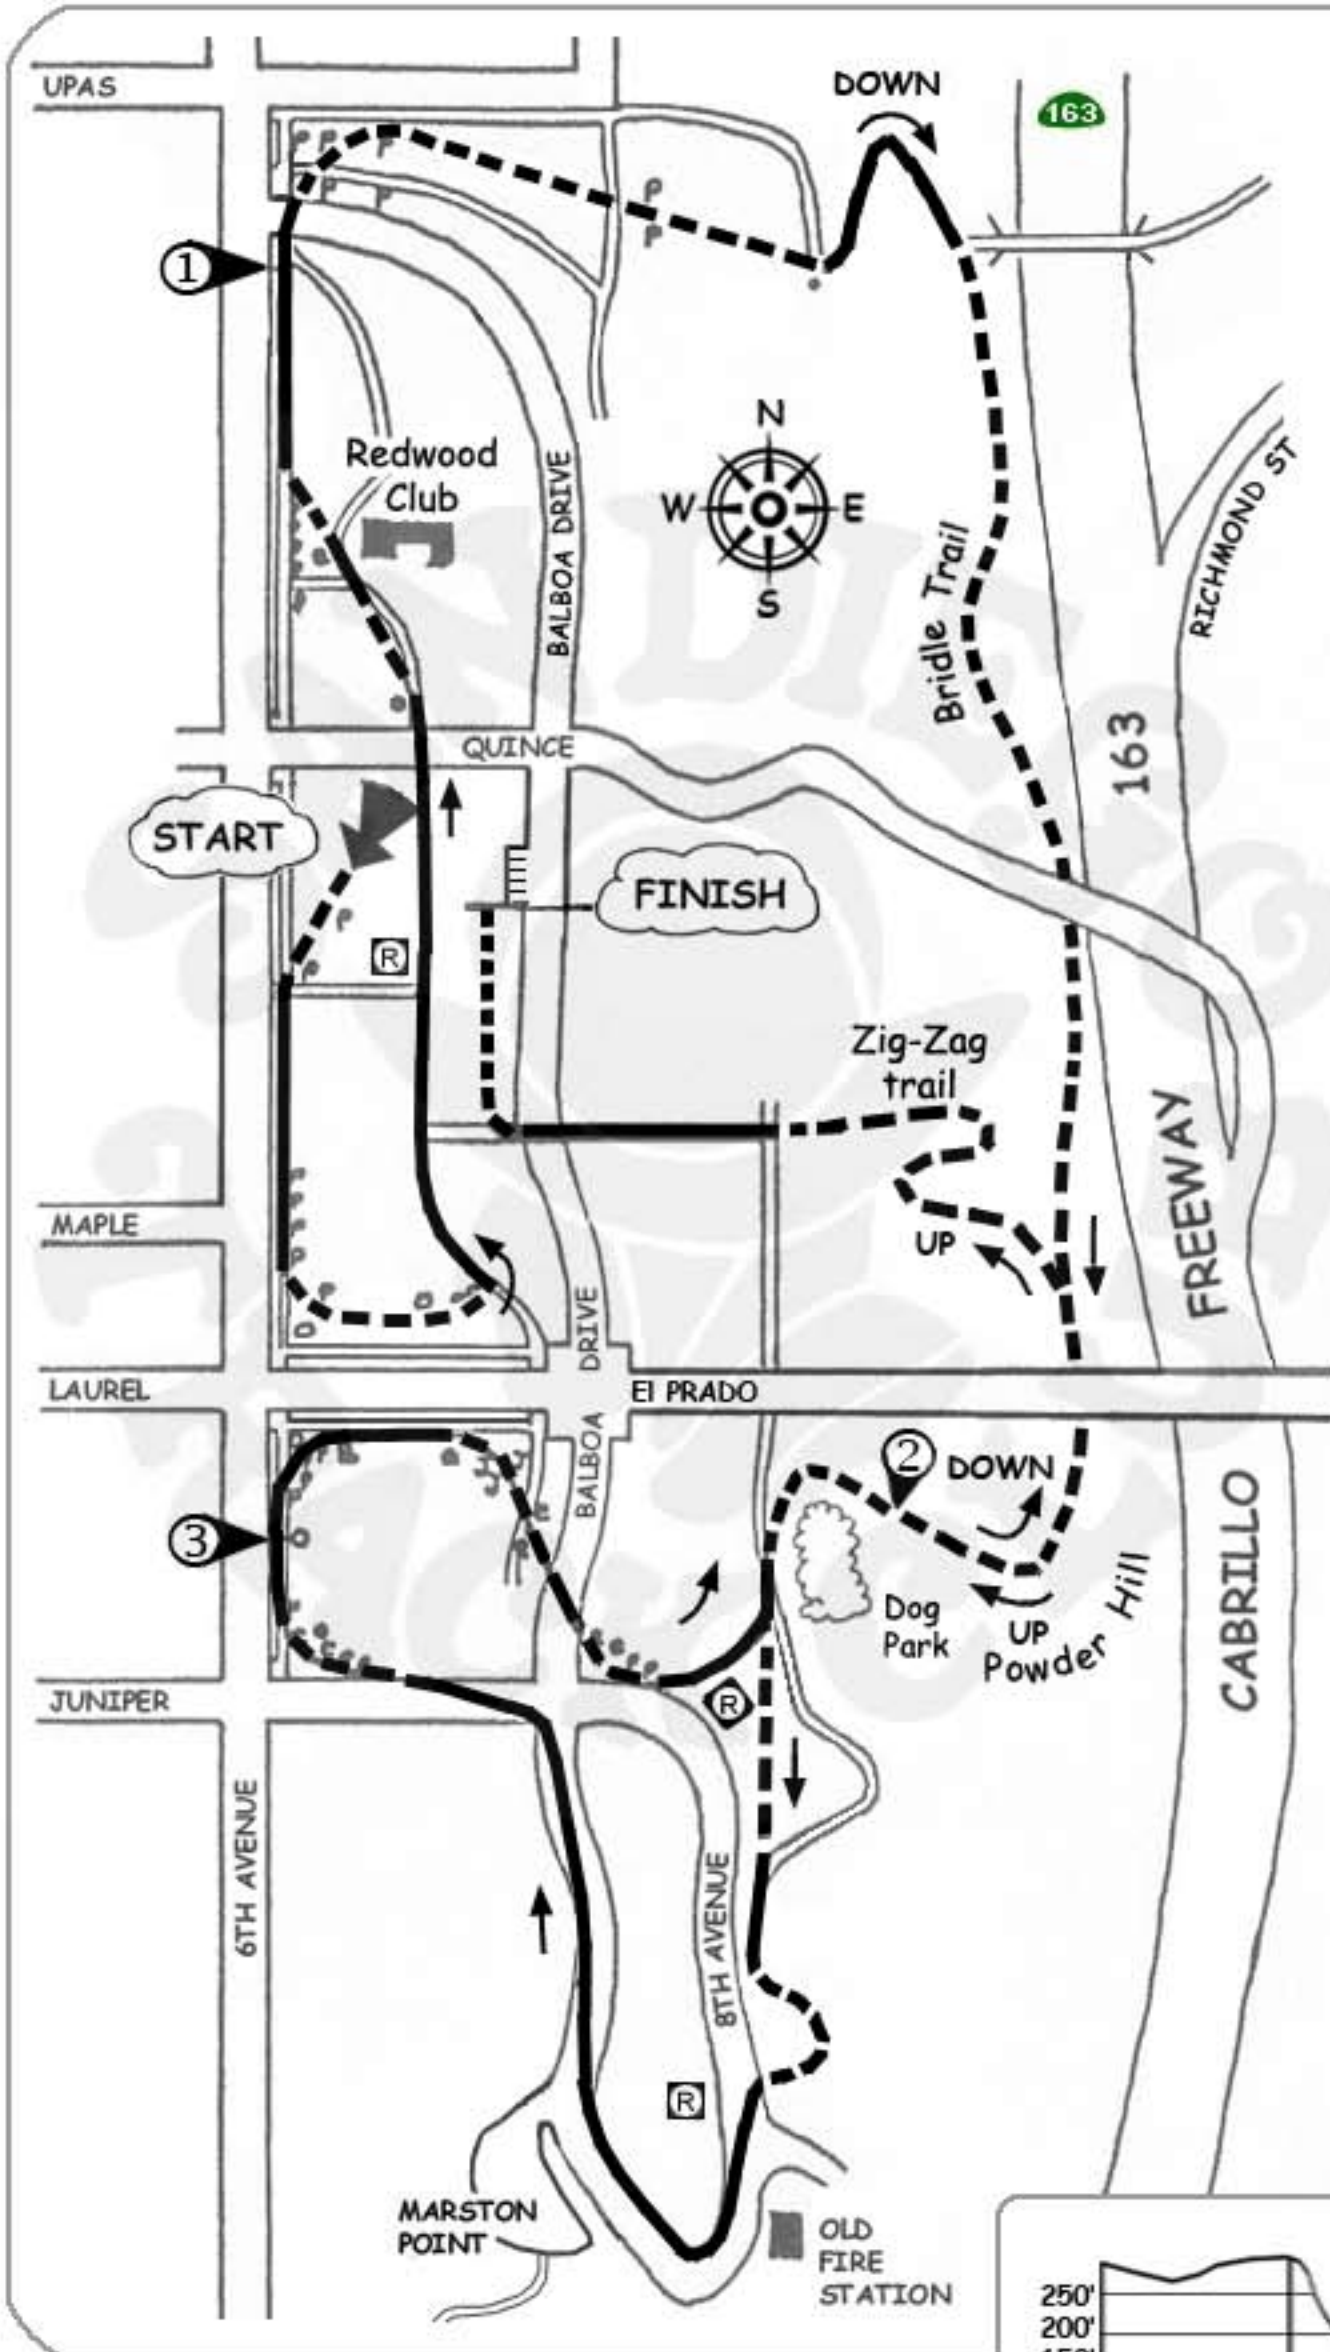 UPAS
DOWN
163
1
Redwood
Club
N
W
E
S
BALBOA DRIVE
Bridle Trail
RICHMOND ST
QUINCE
163
START
FINISH
R
Zig-Zag
trail
MAPLE
UP
FREEWAY
LAUREL
El PRADO
BALBOA DRIVE
2
DOWN
3
Dog
Park
UP
Powder Hill
CABRILLO
R
JUNIPER
6TH AVENUE
8TH AVENUE
R
MARSTON
POINT
OLD
FIRE
STATION
250'
200'